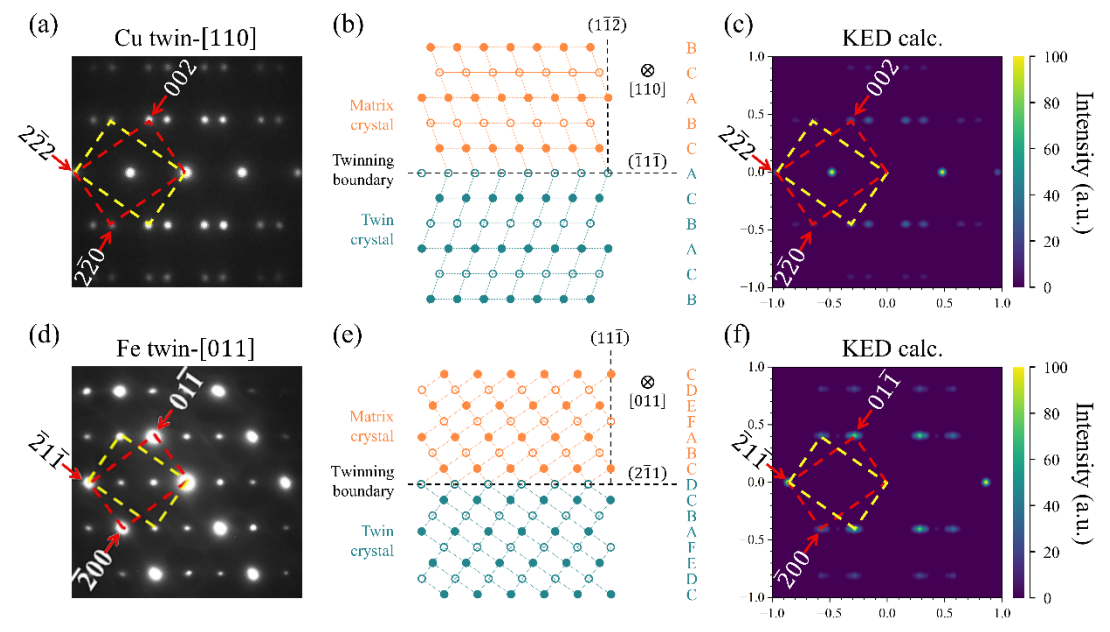 (a)
Cu twin-[110]
002
22̄2
22̄0
(b)
(11̄2̄)
B
C
[110]
A
Matrix
crystal
B
C
Twinning
boundary
(1̄11̄)
A
C
Twin
crystal
B
A
C
B
(c)
KED calc.
1.0
0.5
0.0
-0.5
-1.0
-1.0 -0.5 0.0 0.5 1.0
002
22̄2
22̄0
100
80
60
40
20
0
Intensity (a.u.)
(d)
Fe twin-[011]
011̄
2̄11̄
2̄00
(e)
(111̄)
C
D
[011]
E
Matrix
crystal
F
A
B
C
Twinning
boundary
(21̄1)
D
C
B
Twin
crystal
A
F
E
D
C
(f)
KED calc.
1.0
0.5
0.0
-0.5
-1.0
-1.0 -0.5 0.0 0.5 1.0
011̄
2̄11̄
2̄00
100
80
60
40
20
0
Intensity (a.u.)